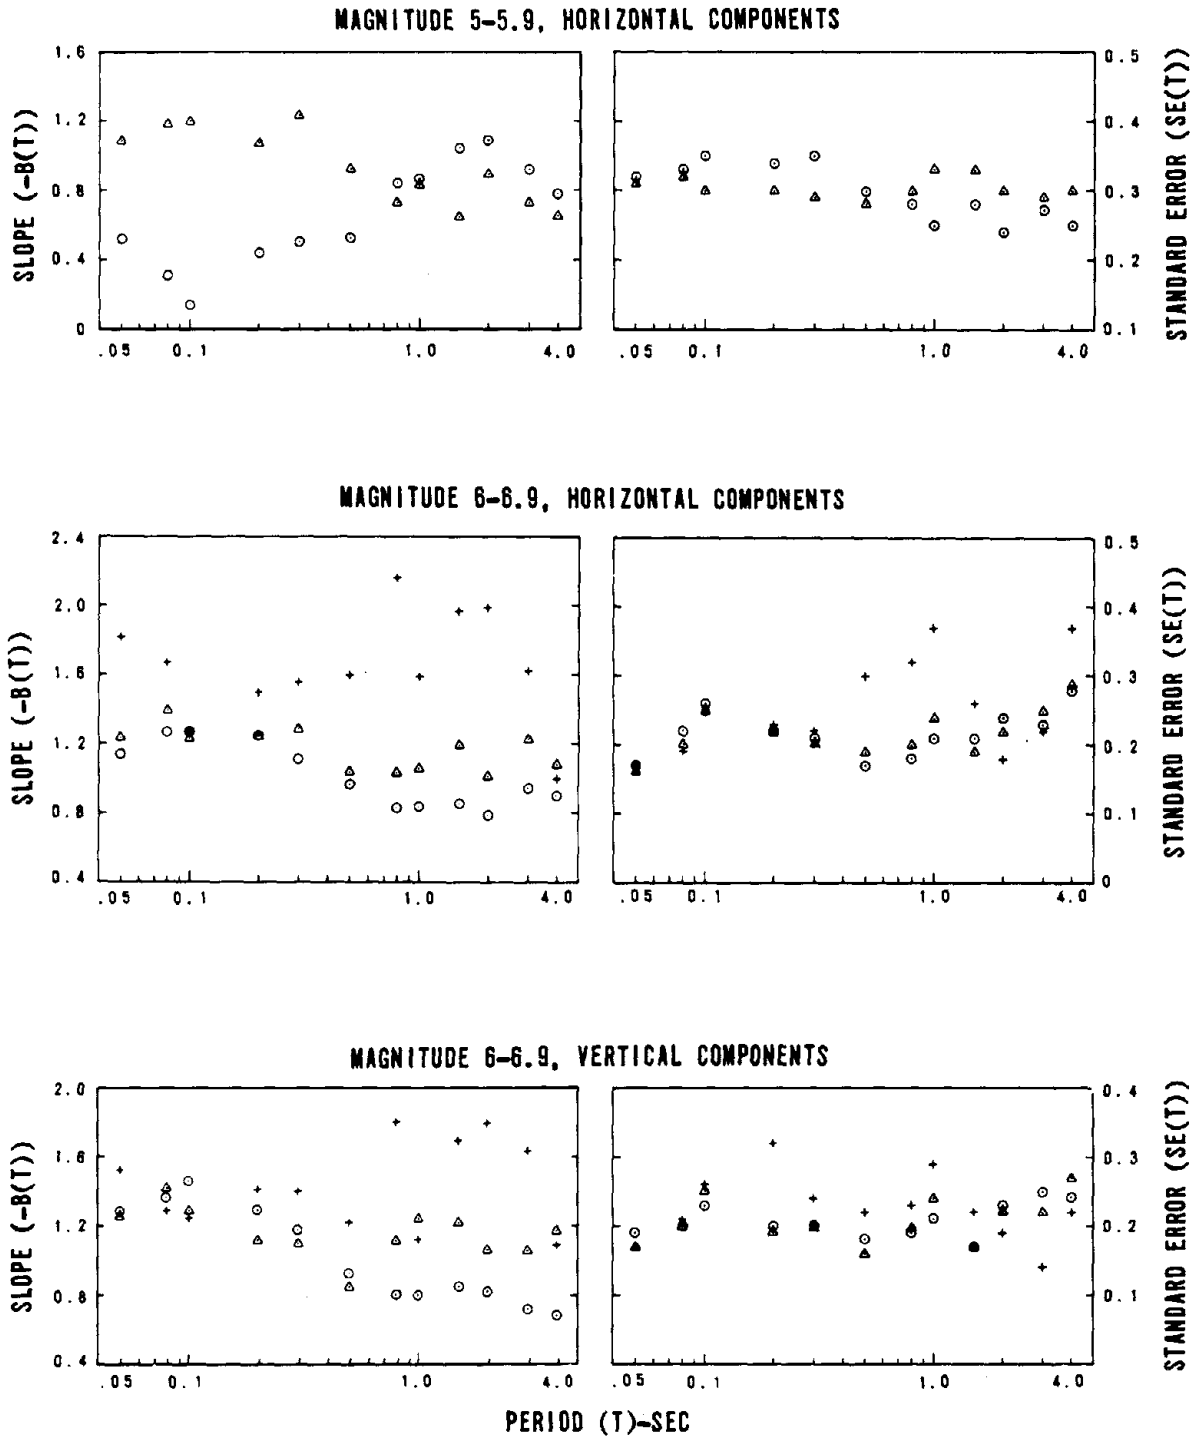 MAGNITUDE 5-5.9, HORIZONTAL COMPONENTS
SLOPE (-B(T))
1.6
1.2
0.8
0.4
0
.05 0.1 1.0 4.0
0.5
0.4
0.3
0.2
0.1
.05 0.1 1.0 4.0
STANDARD ERROR (SE(T))
MAGNITUDE 6-6.9, HORIZONTAL COMPONENTS
SLOPE (-B(T))
2.4
2.0
1.6
1.2
0.8
0.4
.05 0.1 1.0 4.0
0.5
0.4
0.3
0.2
0.1
0
.05 0.1 1.0 4.0
STANDARD ERROR (SE(T))
MAGNITUDE 6-6.9, VERTICAL COMPONENTS
SLOPE (-B(T))
2.0
1.6
1.2
0.8
0.4
.05 0.1 1.0 4.0
0.4
0.3
0.2
0.1
.05 0.1 1.0 4.0
STANDARD ERROR (SE(T))
PERIOD (T)-SEC